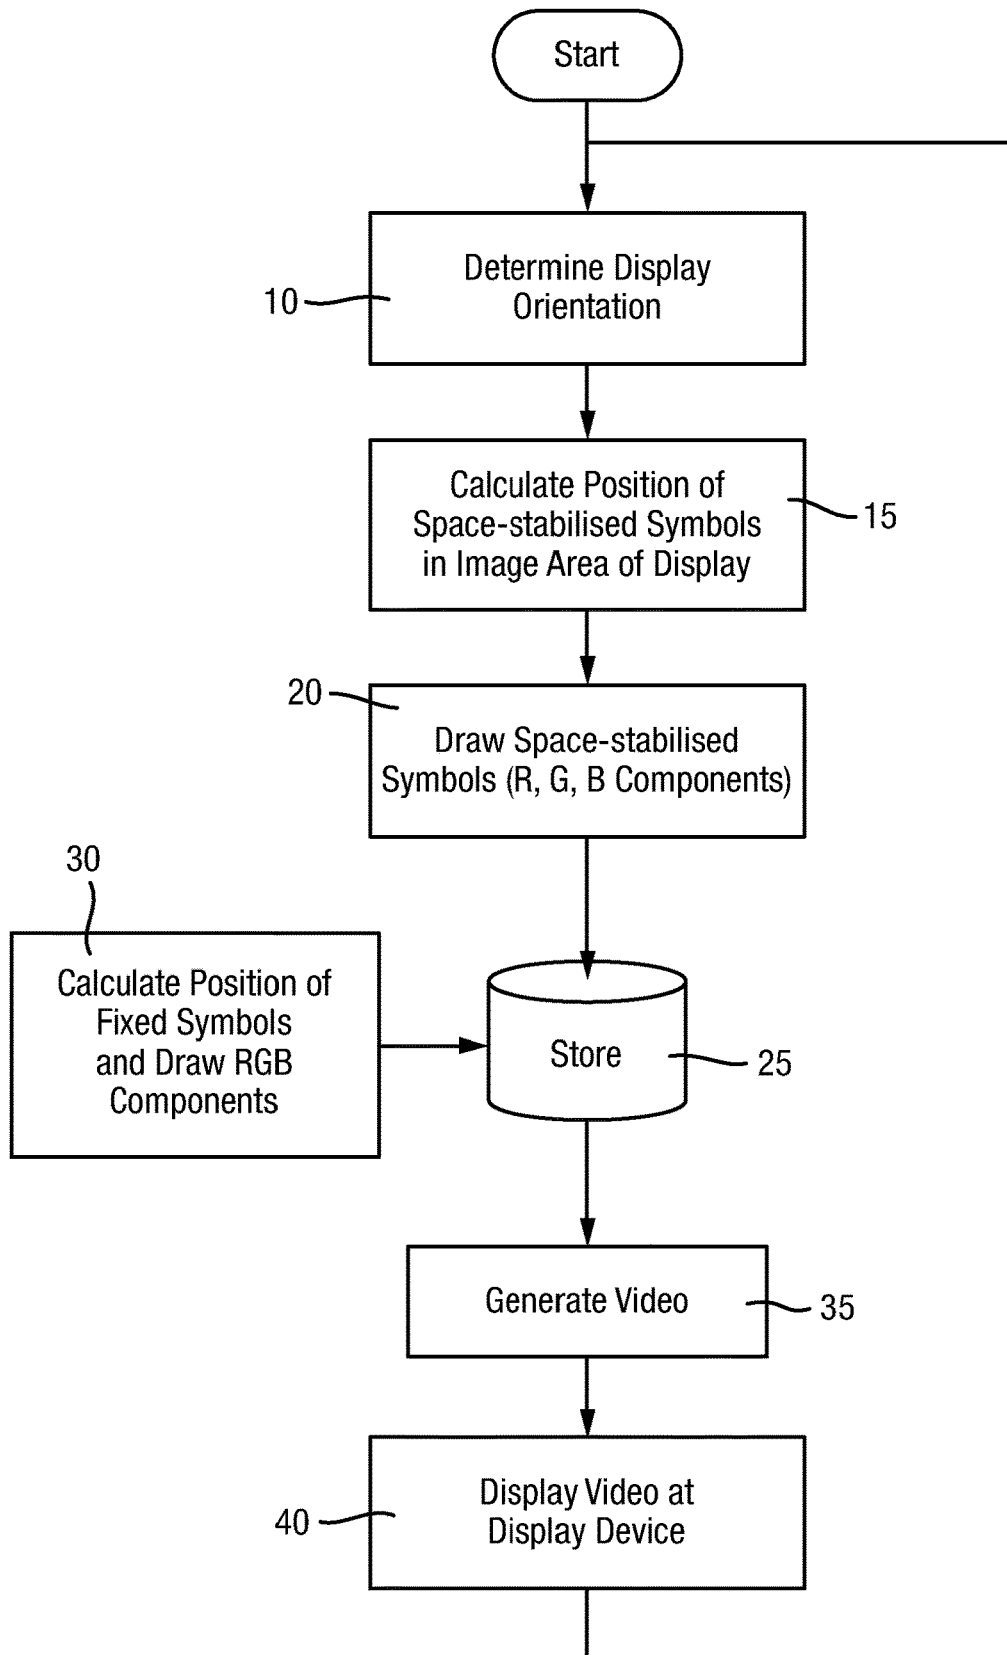 Start
Determine Display
Orientation
10
Calculate Position of
Space-stabilised Symbols
in Image Area of Display
15
20
Draw Space-stabilised
Symbols (R, G, B Components)
30
Calculate Position of
Fixed Symbols
and Draw RGB
Components
Store
25
Generate Video
35
Display Video at
Display Device
40